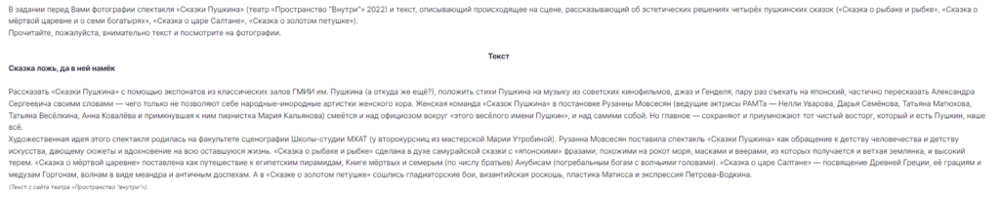 В задании перед Вами фотографии спектакля «Сказки Пушкина» (театр «Пространство "Внутри"» 2022) и текст, описывающий происходящее на сцене, рассказывающий об эстетических решениях четырёх пушкинских сказок («Сказка о рыбаке и рыбке», «Сказка о
мёртвой царевне и о семи богатырях», «Сказка о царе Салтане», «Сказка о золотом петушке»).
Прочитайте, пожалуйста, внимательно текст и посмотрите на фотографии.
Текст
Сказка ложь, да в ней намёк
Рассказать «Сказки Пушкина» с помощью экспонатов из классических залов ГМИИ им. Пушкина (а откуда же ещё?), положить стихи Пушкина на музыку из советских кинофильмов, джаз и Генделя, пару раз съехать на японский, частично пересказать Александра
Сергеевича своими словами — чего только не позволяют себе народные-инородные артистки женского хора. Женская команда «Сказок Пушкина» в постановке Рузанны Мовсесян (ведущие актрисы РАМТа — Нелли Уварова, Дарья Семёнова, Татьяна Матюхова,
Татьяна Весёлкина, Анна Ковалёва и примкнувшая к ним пианистка Мария Кальянова) смеётся и над официозом вокруг «этого весёлого имени Пушкин», и над самими собой. Но главное — сохраняют и приумножают тот чистый восторг, который и есть Пушкин, наше
всё.
Художественная идея этого спектакля родилась на факультете сценографии Школы-студии МХАТ (у второкурсниц из мастерской Марии Утробиной). Рузанна Мовсесян поставила спектакль «Сказки Пушкина» как обращение к детству человечества и детству
искусства, дающему сюжеты и вдохновение на всю оставшуюся жизнь. «Сказка о рыбаке и рыбке» сделана в духе самурайской сказки с «японскими» фразами, похожими на рокот моря, масками и веерами, из которых получается и ветхая землянка, и высокий
терем. «Сказка о мёртвой царевне» поставлена как путешествие к египетским пирамидам, Книге мёртвых и семерым (по числу братьев) Анубисам (погребальным богам с волчьими головами). «Сказка о царе Салтане» — посвящение Древней Греции, её грациям и
медузам Горгонам, волнам в виде меандра и античным доспехам. А в «Сказке о золотом петушке» сошлись гладиаторские бои, византийская роскошь, пластика Матисса и экспрессия Петрова-Водкина.
(Текст с сайта театра «Пространство "внутри"»).